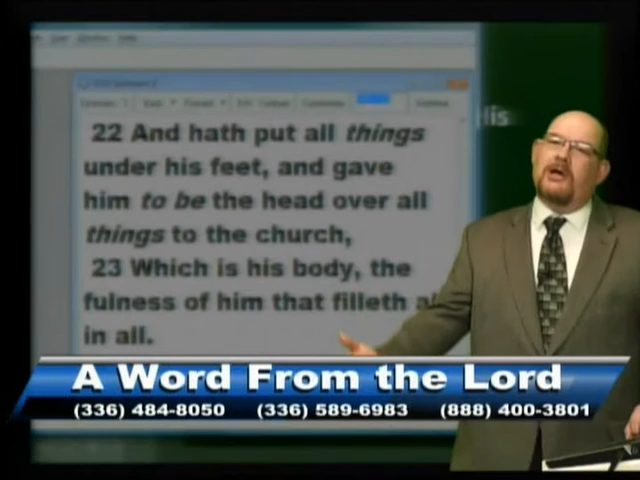 22 And hath put all things
under his feet, and gave
him to be the head over all
things to the church,
23 Which is his body, the
fulness of him that filleth
in all.
His
A Word From the Lord
(336) 484-8050 (336) 589-6983 (888) 400-3801